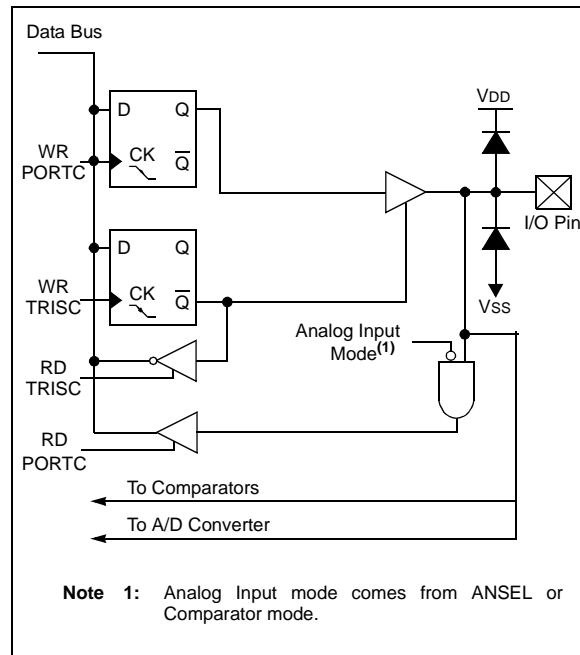 Data Bus
D Q
VDD
WR
PORTC
CK
Q
I/O Pin
D Q
WR
TRISC
CK
Q
VSS
Analog Input
Mode(1)
RD
TRISC
RD
PORTC
To Comparators
To A/D Converter
Note 1: Analog Input mode comes from ANSEL or
Comparator mode.